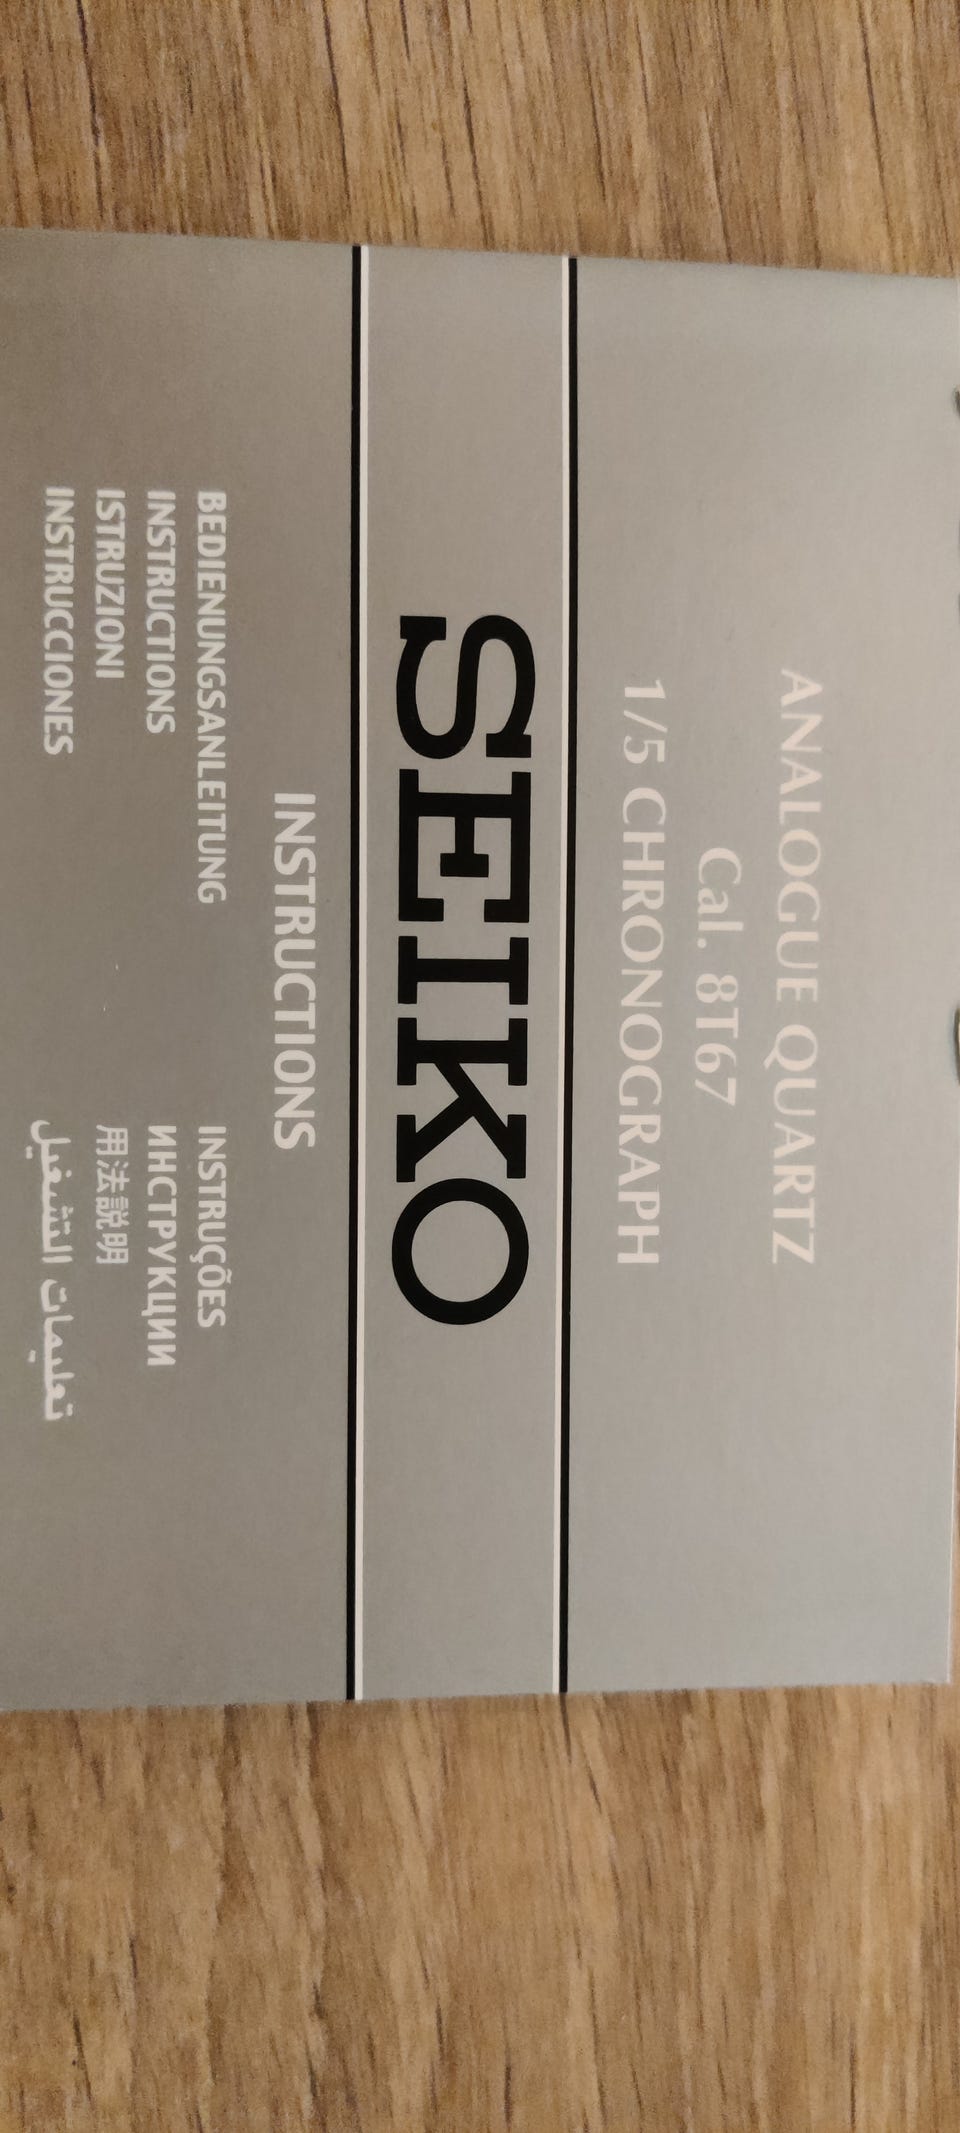 ANALOGUE QUARTZ
Cal. 8T67
1/5 CHRONOGRAPH
SEIKO
INSTRUCTIONS
BEDIENUNGSANLEITUNG
INSTRUCTIONS
ISTRUZIONI
INSTRUCCIONES
INSTRUÇÕES
ИНСТРУКЦИИ
用法説明
تعليمات التشغيل